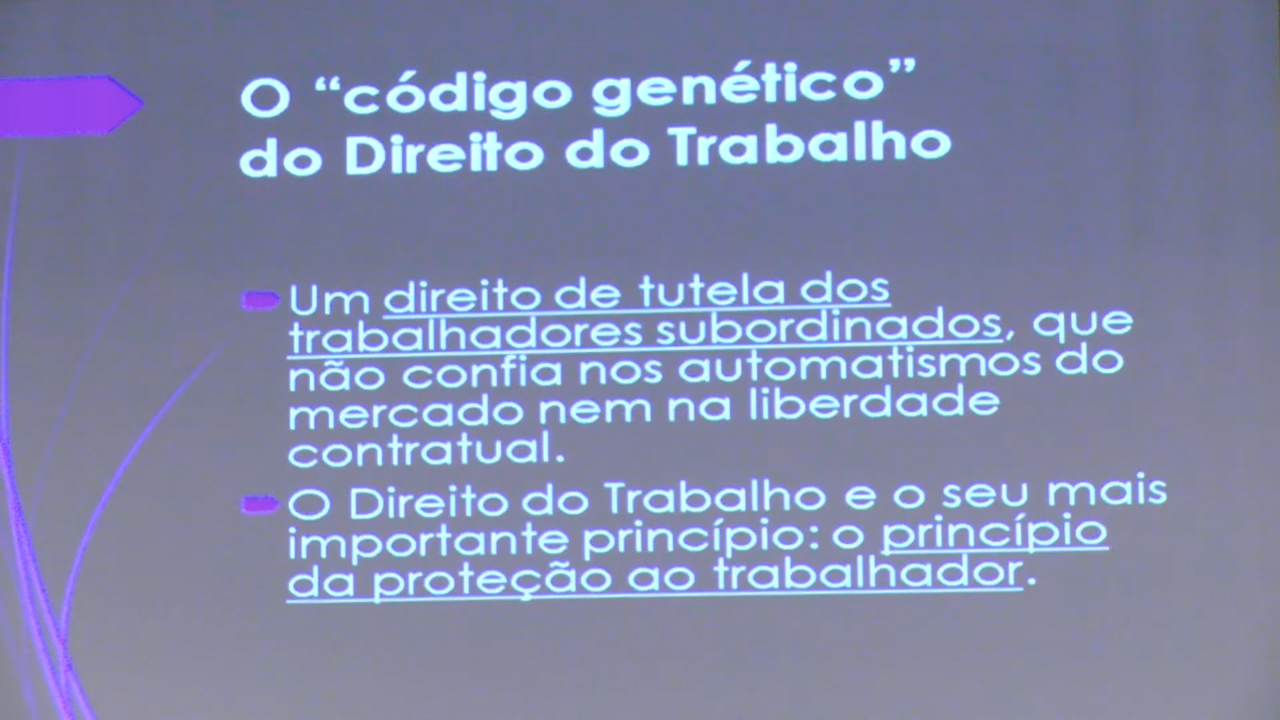 O “código genético”
do Direito do Trabalho
Um direito de tutela dos
trabalhadores subordinados, que
não confia nos automatismos do
mercado nem na liberdade
contratual.
O Direito do Trabalho e o seu mais
importante princípio: o princípio
da proteção ao trabalhador.